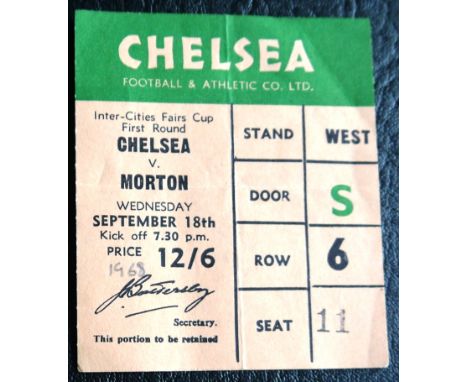 CHELSEA
FOOTBALL & ATHLETIC CO. LTD.
Inter-Cities Fairs Cup
First Round
CHELSEA
V.
MORTON
WEDNESDAY
SEPTEMBER 18th
Kick off 7.30 p.m.
PRICE 12/6
1968
J Battersby
Secretary.
This portion to be retained
STAND WEST
DOOR S
ROW 6
SEAT 11